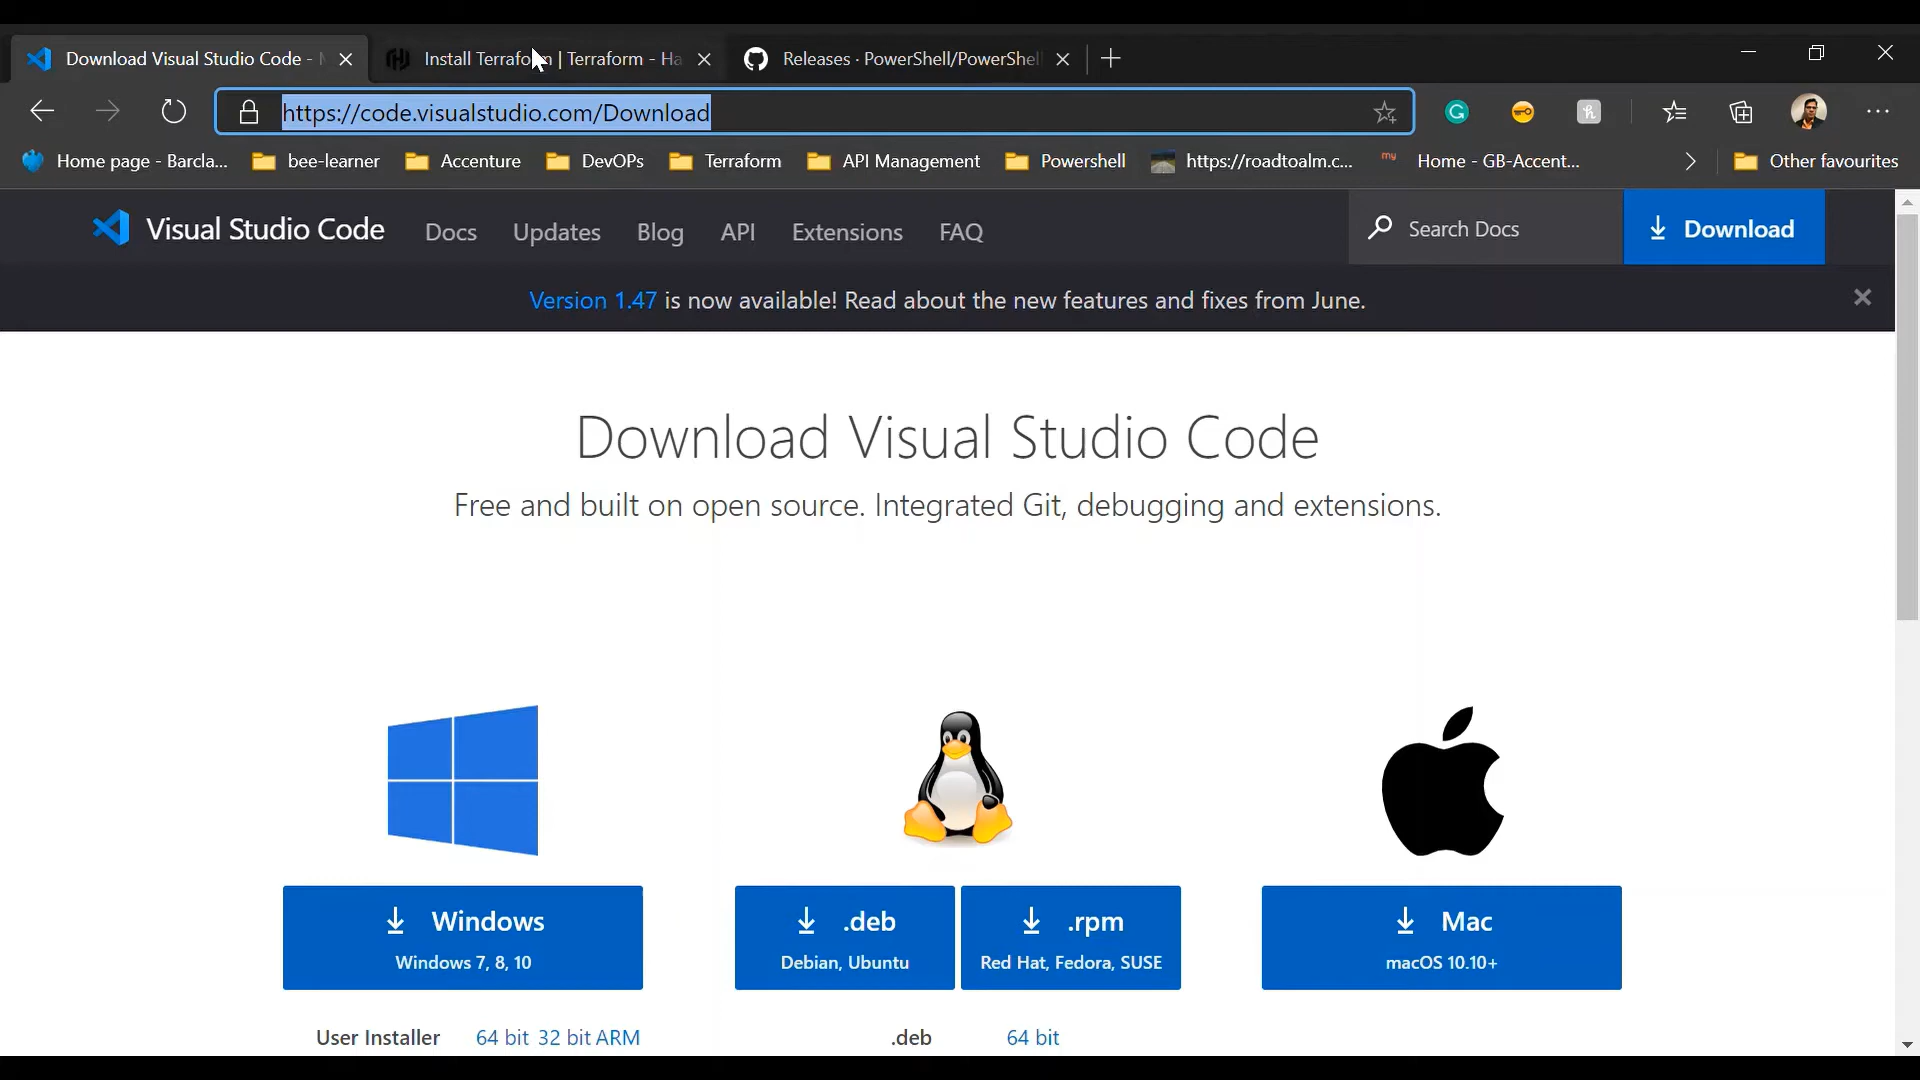 Download Visual Studio Code -
Install Terraform | Terraform - Ha
Releases · PowerShell/PowerShel
https://code.visualstudio.com/Download
G
h
Home page - Barcla...
bee-learner
Accenture
DevOPs
Terraform
API Management
Powershell
https://roadtoalm.c...
my
Home - GB-Accent...
Other favourites
Visual Studio Code
Docs
Updates
Blog
API
Extensions
FAQ
Search Docs
Download
Version 1.47 is now available! Read about the new features and fixes from June.
Download Visual Studio Code
Free and built on open source. Integrated Git, debugging and extensions.
Windows
Windows 7, 8, 10
.deb
Debian, Ubuntu
.rpm
Red Hat, Fedora, SUSE
Mac
macOS 10.10+
User Installer 64 bit 32 bit ARM
.deb 64 bit